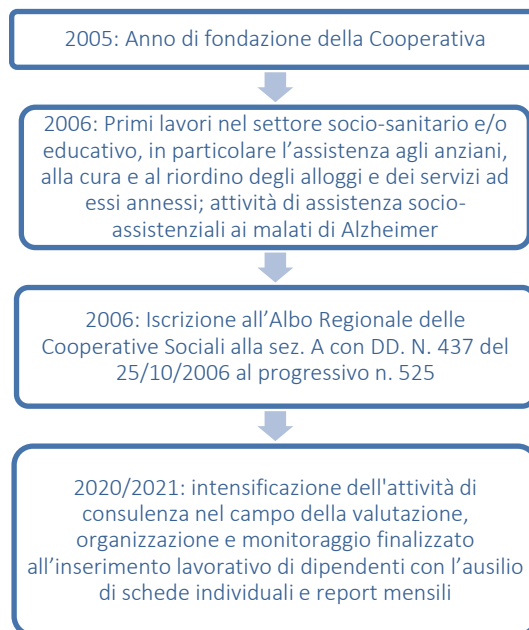 2005: Anno di fondazione della Cooperativa
2006: Primi lavori nel settore socio-sanitario e/o
educativo, in particolare l’assistenza agli anziani,
alla cura e al riordino degli alloggi e dei servizi ad
essi annessi; attività di assistenza socio-
assistenziali ai malati di Alzheimer
2006: Iscrizione all’Albo Regionale delle
Cooperative Sociali alla sez. A con DD. N. 437 del
25/10/2006 al progressivo n. 525
2020/2021: intensificazione dell'attività di
consulenza nel campo della valutazione,
organizzazione e monitoraggio finalizzato
all’inserimento lavorativo di dipendenti con l’ausilio
di schede individuali e report mensili